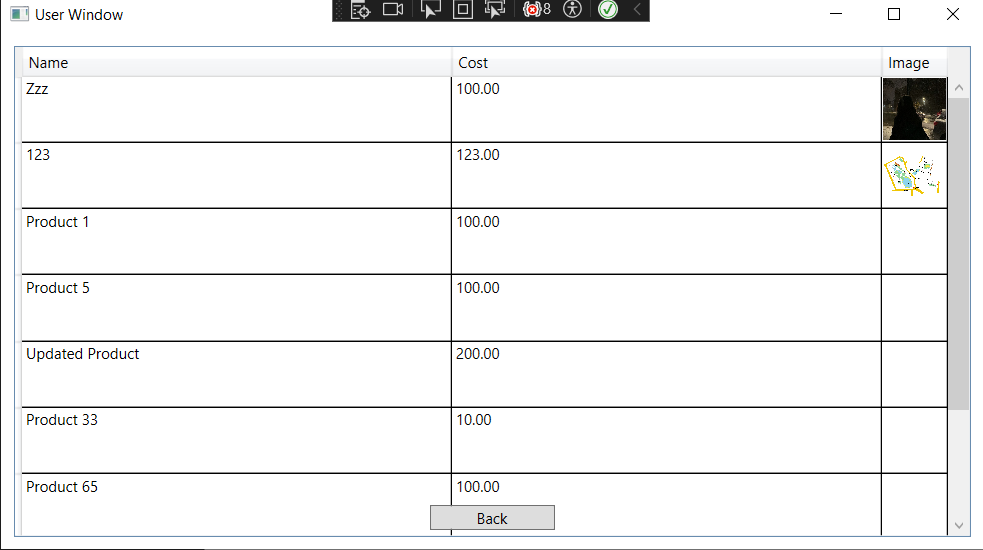 User Window
8
Name Cost Image
Zzz 100.00
123 123.00
Product 1 100.00
Product 5 100.00
Updated Product 200.00
Product 33 10.00
Product 65 100.00
Back